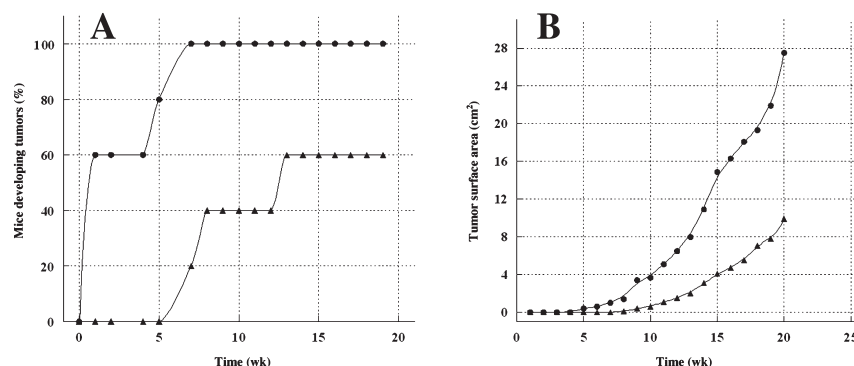 A
Mice developing tumors (%)
100
80
60
40
20
0
0 5 10 15 20
Time (wk)
B
Tumor surface area (cm²)
28
24
20
16
12
8
4
0
0 5 10 15 20 25
Time (wk)